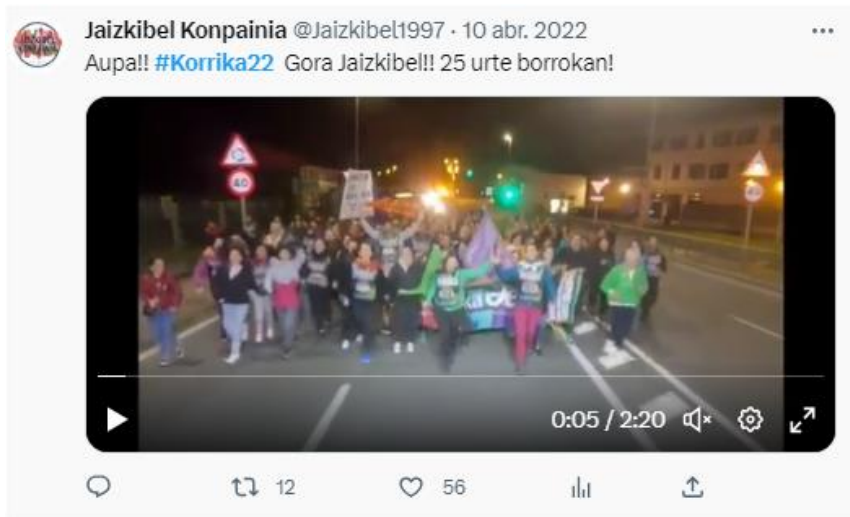 Jaizkibel Konpainia @Jaizkibel1997 · 10 abr. 2022
Aupa!! #Korrika22 Gora Jaizkibel!! 25 urte borrokan!
40
0:05 / 2:20
12
56